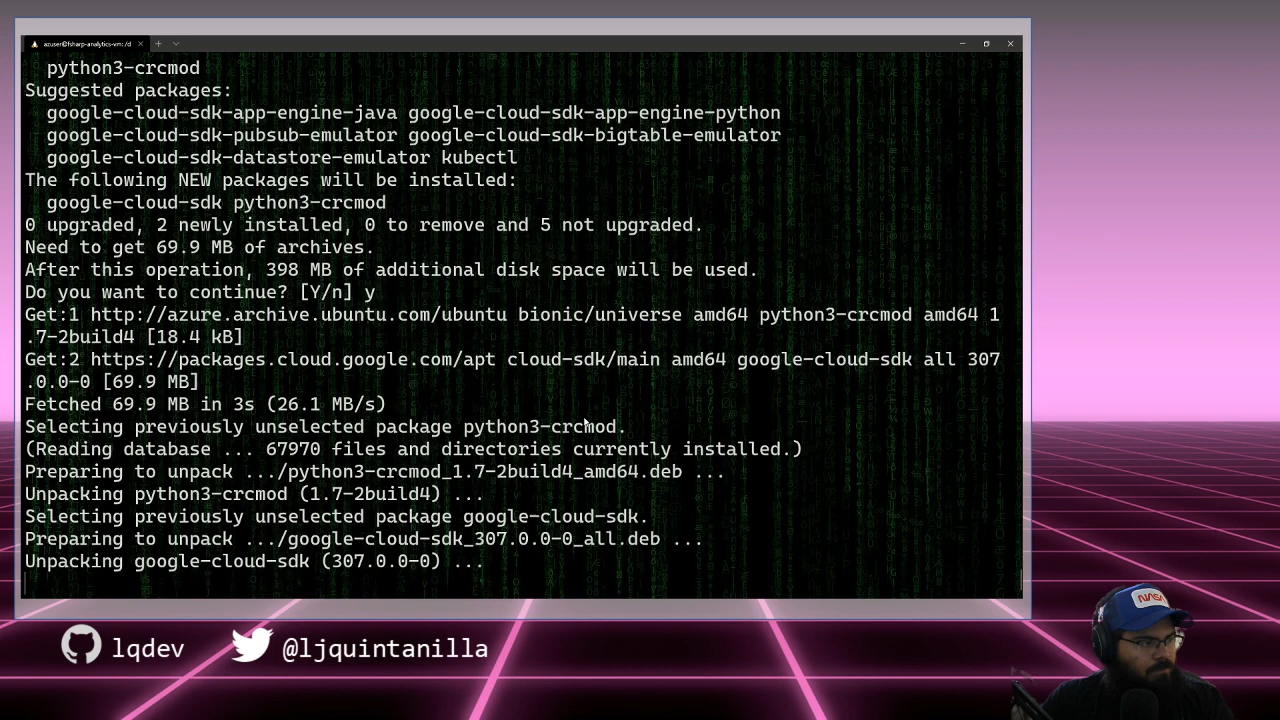 azuser@fsharp-analytics-vm: /d
python3-crcmod
Suggested packages:
google-cloud-sdk-app-engine-java google-cloud-sdk-app-engine-python
google-cloud-sdk-pubsub-emulator google-cloud-sdk-bigtable-emulator
google-cloud-sdk-datastore-emulator kubectl
The following NEW packages will be installed:
google-cloud-sdk python3-crcmod
0 upgraded, 2 newly installed, 0 to remove and 5 not upgraded.
Need to get 69.9 MB of archives.
After this operation, 398 MB of additional disk space will be used.
Do you want to continue? [Y/n] y
Get:1 http://azure.archive.ubuntu.com/ubuntu bionic/universe amd64 python3-crcmod amd64 1
.7-2build4 [18.4 kB]
Get:2 https://packages.cloud.google.com/apt cloud-sdk/main amd64 google-cloud-sdk all 307
.0.0-0 [69.9 MB]
Fetched 69.9 MB in 3s (26.1 MB/s)
Selecting previously unselected package python3-crcmod.
(Reading database ... 67970 files and directories currently installed.)
Preparing to unpack .../python3-crcmod_1.7-2build4_amd64.deb ...
Unpacking python3-crcmod (1.7-2build4) ...
Selecting previously unselected package google-cloud-sdk.
Preparing to unpack .../google-cloud-sdk_307.0.0-0_all.deb ...
Unpacking google-cloud-sdk (307.0.0-0) ...
NASA
lqdev
@ljquintanilla